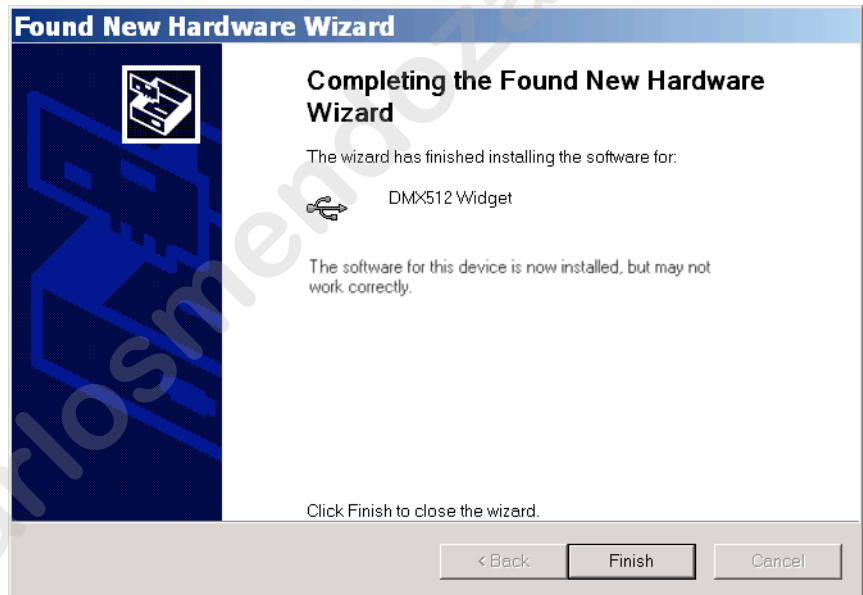 Found New Hardware Wizard
Completing the Found New Hardware
Wizard
The wizard has finished installing the software for:
DMX512 Widget
The software for this device is now installed, but may not
work correctly.
Click Finish to close the wizard.
< Back
Finish
Cancel
arlosmendoza